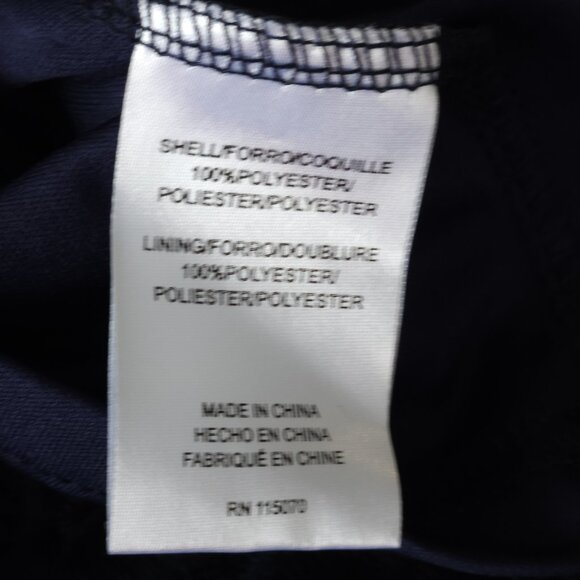 SHELL/FORRO/COQUILLE
100%POLYESTER/
POLIESTER/POLYESTER
LINING/FORRO/DOUBLURE
100%POLYESTER/
POLIESTER/POLYESTER
MADE IN CHINA
HECHO EN CHINA
FABRIQUÉ EN CHINE
RN 115070